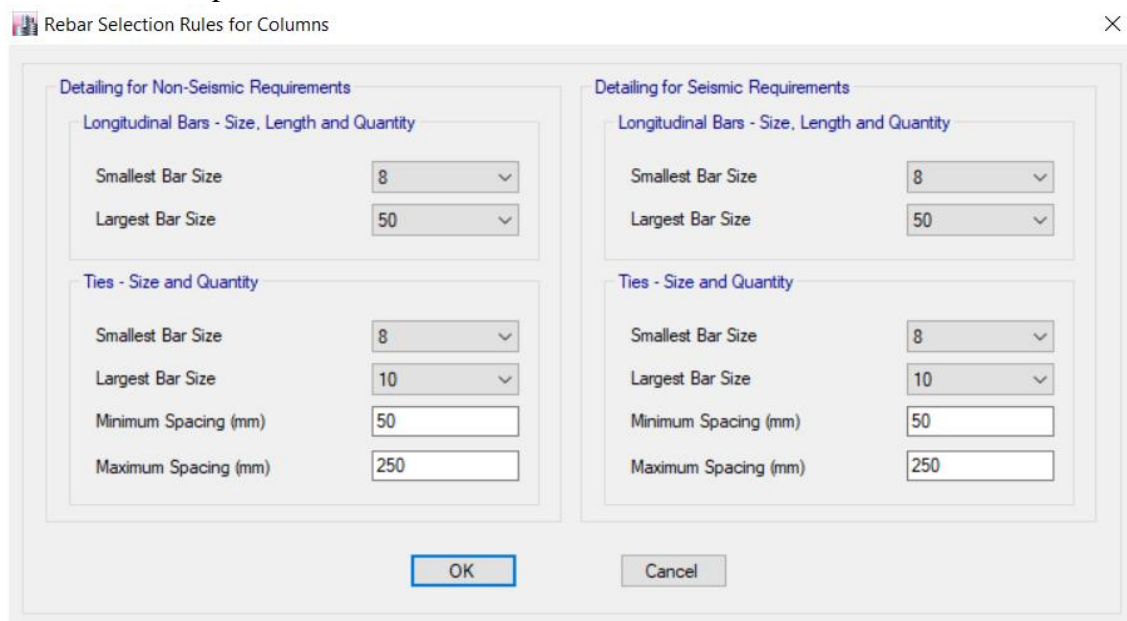 Rebar Selection Rules for Columns
Detailing for Non-Seismic Requirements
Longitudinal Bars - Size, Length and Quantity
Smallest Bar Size 8
Largest Bar Size 50
Ties - Size and Quantity
Smallest Bar Size 8
Largest Bar Size 10
Minimum Spacing (mm) 50
Maximum Spacing (mm) 250
Detailing for Seismic Requirements
Longitudinal Bars - Size, Length and Quantity
Smallest Bar Size 8
Largest Bar Size 50
Ties - Size and Quantity
Smallest Bar Size 8
Largest Bar Size 10
Minimum Spacing (mm) 50
Maximum Spacing (mm) 250
OK Cancel